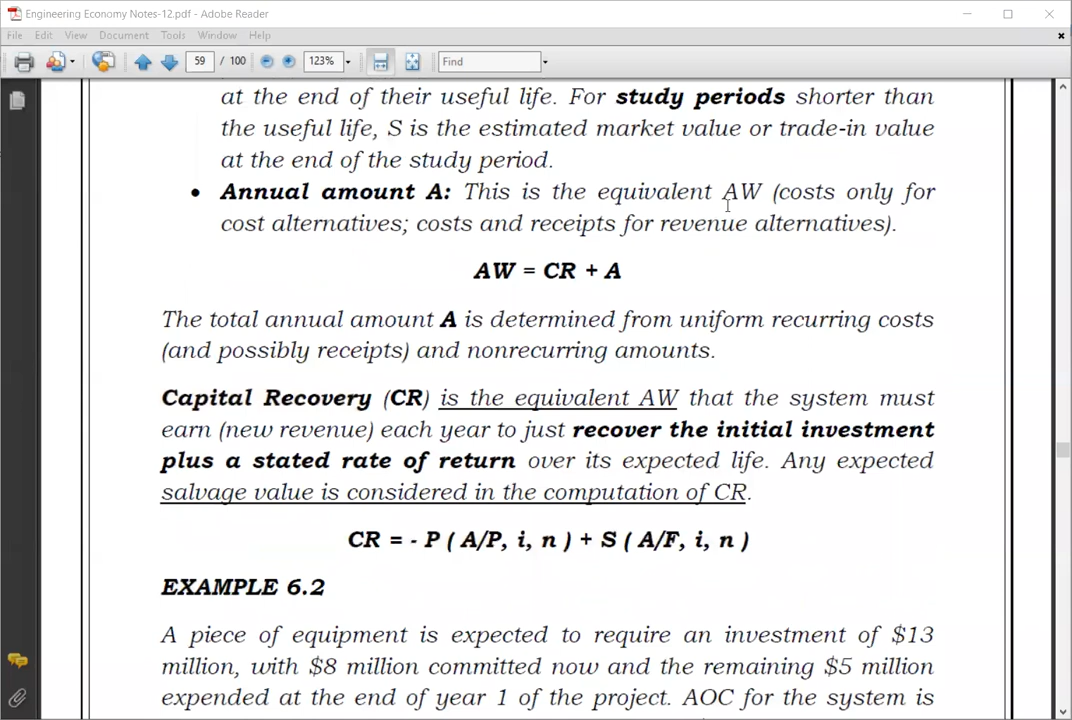 Engineering Economy Notes-12.pdf - Adobe Reader
File Edit View Document Tools Window Help
59 / 100 123% Find
at the end of their useful life. For study periods shorter than
the useful life, S is the estimated market value or trade-in value
at the end of the study period.
• Annual amount A: This is the equivalent AW (costs only for
cost alternatives; costs and receipts for revenue alternatives).
AW = CR + A
The total annual amount A is determined from uniform recurring costs
(and possibly receipts) and nonrecurring amounts.
Capital Recovery (CR) is the equivalent AW that the system must
earn (new revenue) each year to just recover the initial investment
plus a stated rate of return over its expected life. Any expected
salvage value is considered in the computation of CR.
CR = - P ( A/P, i, n ) + S ( A/F, i, n )
EXAMPLE 6.2
A piece of equipment is expected to require an investment of $13
million, with $8 million committed now and the remaining $5 million
expended at the end of year 1 of the project. AOC for the system is